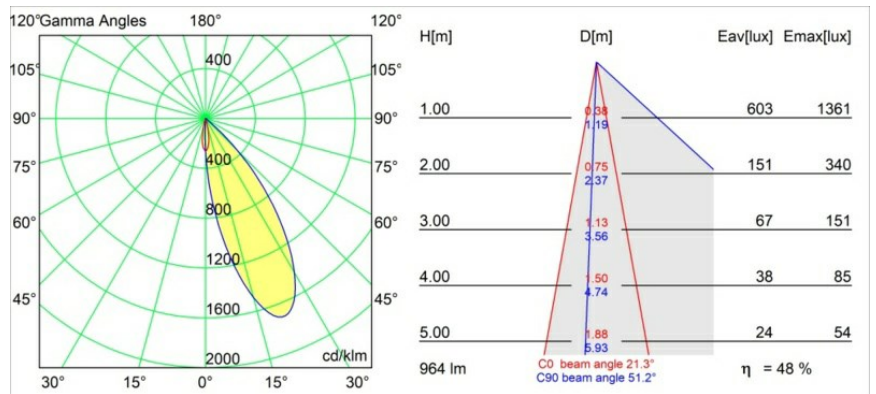 120° Gamma Angles 180° 120°
400
105° 105°
90° 90°
400
75° 75°
800
60° 60°
1200
45° 45°
1600
2000 cd/klm
30° 15° 0° 15° 30°
H[m] D[m] Eav[lux] Emax[lux]
1.00 0.38 603 1361
1.19
2.00 0.75 151 340
2.37
3.00 1.13 67 151
3.56
4.00 1.50 38 85
4.74
5.00 1.88 24 54
5.93
964 lm C0 beam angle 21.3° η = 48 %
C90 beam angle 51.2°